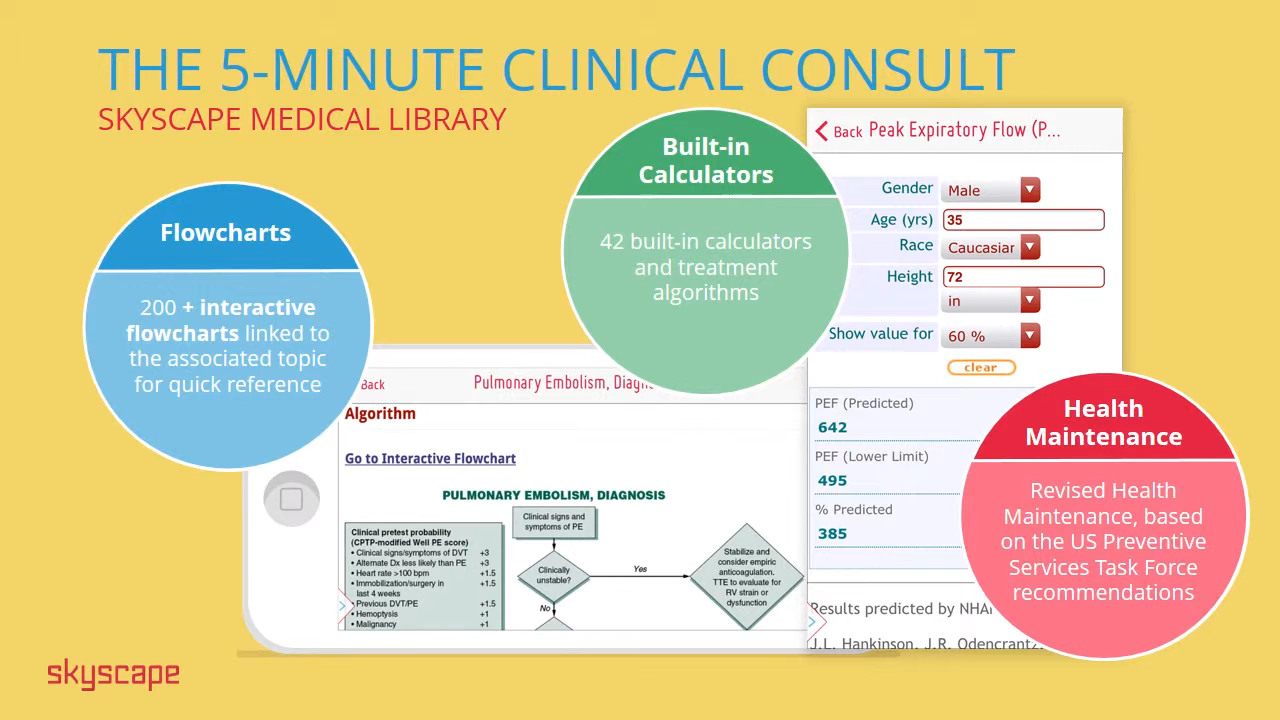 THE 5-MINUTE CLINICAL CONSULT
SKYSCAPE MEDICAL LIBRARY
Flowcharts
200 + interactive
flowcharts linked to
the associated topic
for quick reference
Built-in
Calculators
42 built-in calculators
and treatment
algorithms
Back Peak Expiratory Flow (P...
Gender Male
Age (yrs) 35
Race Caucasiar
Height 72
in
Show value for 60 %
clear
PEF (Predicted)
642
PEF (Lower Limit)
495
% Predicted
385
Results predicted by
J.L. Hankinson, J.R. Odencrantz.
Health
Maintenance
Revised Health
Maintenance, based
on the US Preventive
Services Task Force
recommendations
Back Pulmonary Embolism,
Algorithm
Go to Interactive Flowchart
PULMONARY EMBOLISM, DIAGNOSIS
Clinical signs and
symptoms of PE
Clinical pretest probability
(CPTP-modified Well PE score)
• Clinical signs/symptoms of DVT +3
• Alternate Dx less likely than PE +3
• Heart rate >100 bpm +1.5
• Immobilization/surgery in +1.5
last 4 weeks
• Previous DVT/PE +1.5
• Hemoptysis +1
• Malignancy +1
Clinically
unstable?
Yes
No
Stabilize and
consider empiric
anticoagulation.
TTE to evaluate for
RV strain or
dysfunction
skyscape